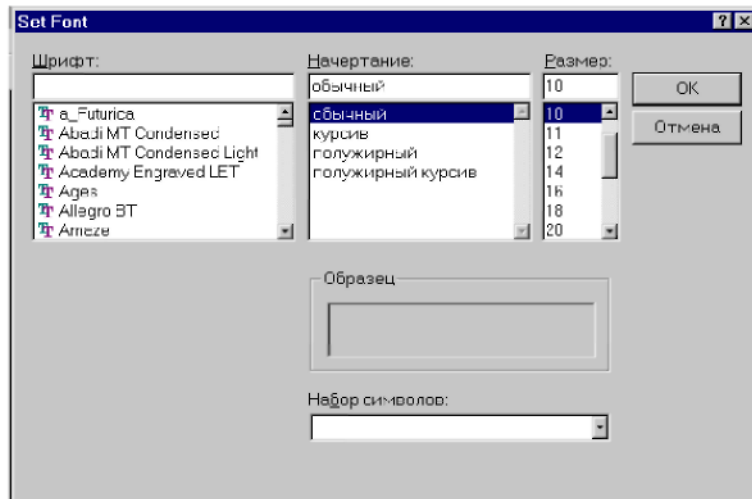 Set Font
Шрифт:
Начертание:
Размер:
обычный
10
OK
Отмена
a_Futurica
Abadi MT Condensed
Abadi MT Condensed Light
Academy Engraved LET
Ages
Allegro BT
Ameze
обычный
курсив
полужирный
полужирный курсив
10
11
12
14
16
18
20
Образец
Набор символов: